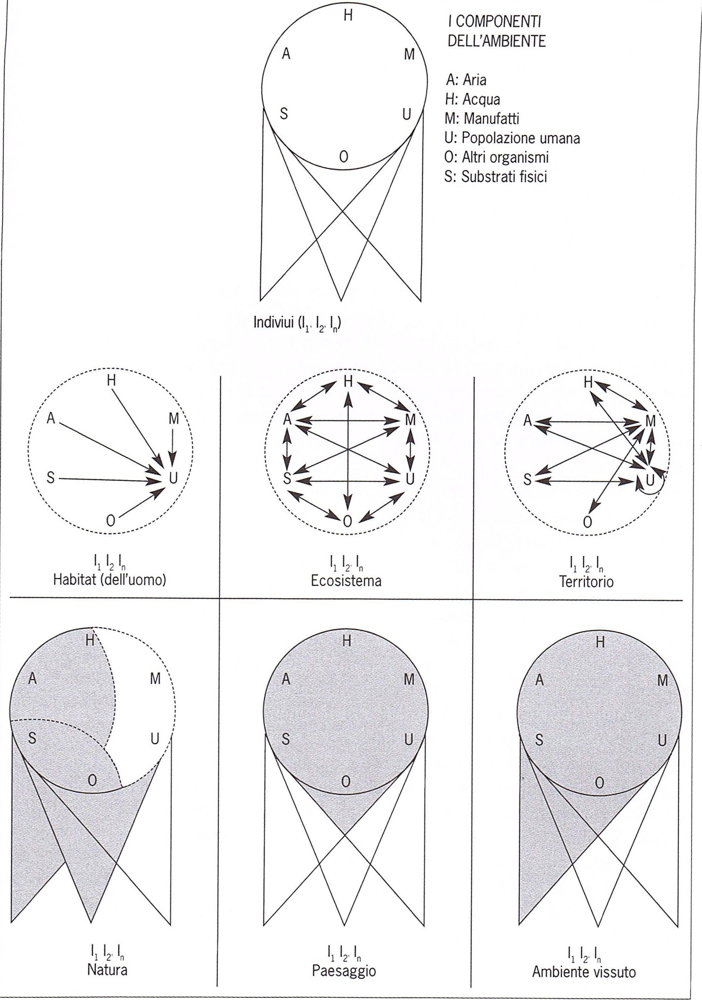 H
A
M
S
U
O
I COMPONENTI
DELL'AMBIENTE
A: Aria
H: Acqua
M: Manufatti
U: Popolazione umana
O: Altri organismi
S: Substrati fisici
Indiviui (I1, I2, In)
H
A
M
S
U
O
I1 I2 In
Habitat (dell'uomo)
H
A
M
S
U
O
I1 I2, In
Ecosistema
H
A
M
S
U
O
I1 I2, In
Territorio
H
A
M
S
U
O
I1 I2, In
Natura
H
A
M
S
U
O
I1 I2, In
Paesaggio
H
A
M
S
U
O
I1 I2, In
Ambiente vissuto